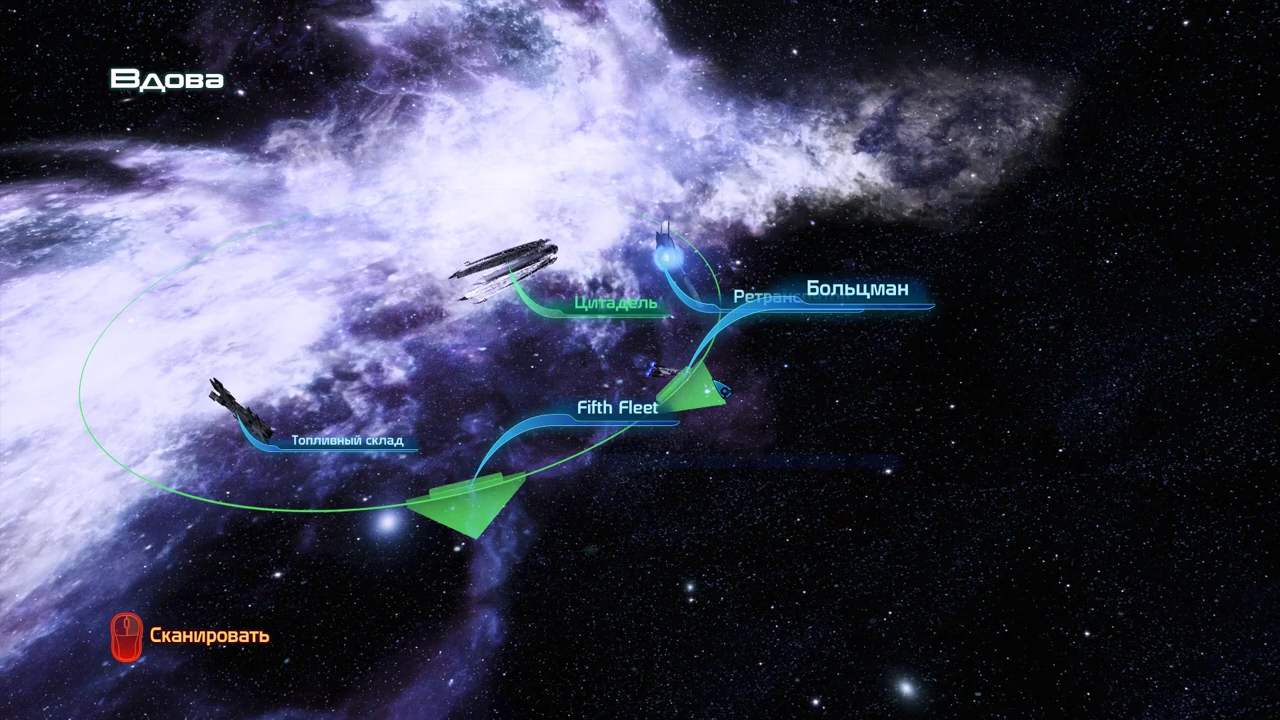 Вдова
Больцман
Цитадель
Fifth Fleet
Топливный склад
Сканировать